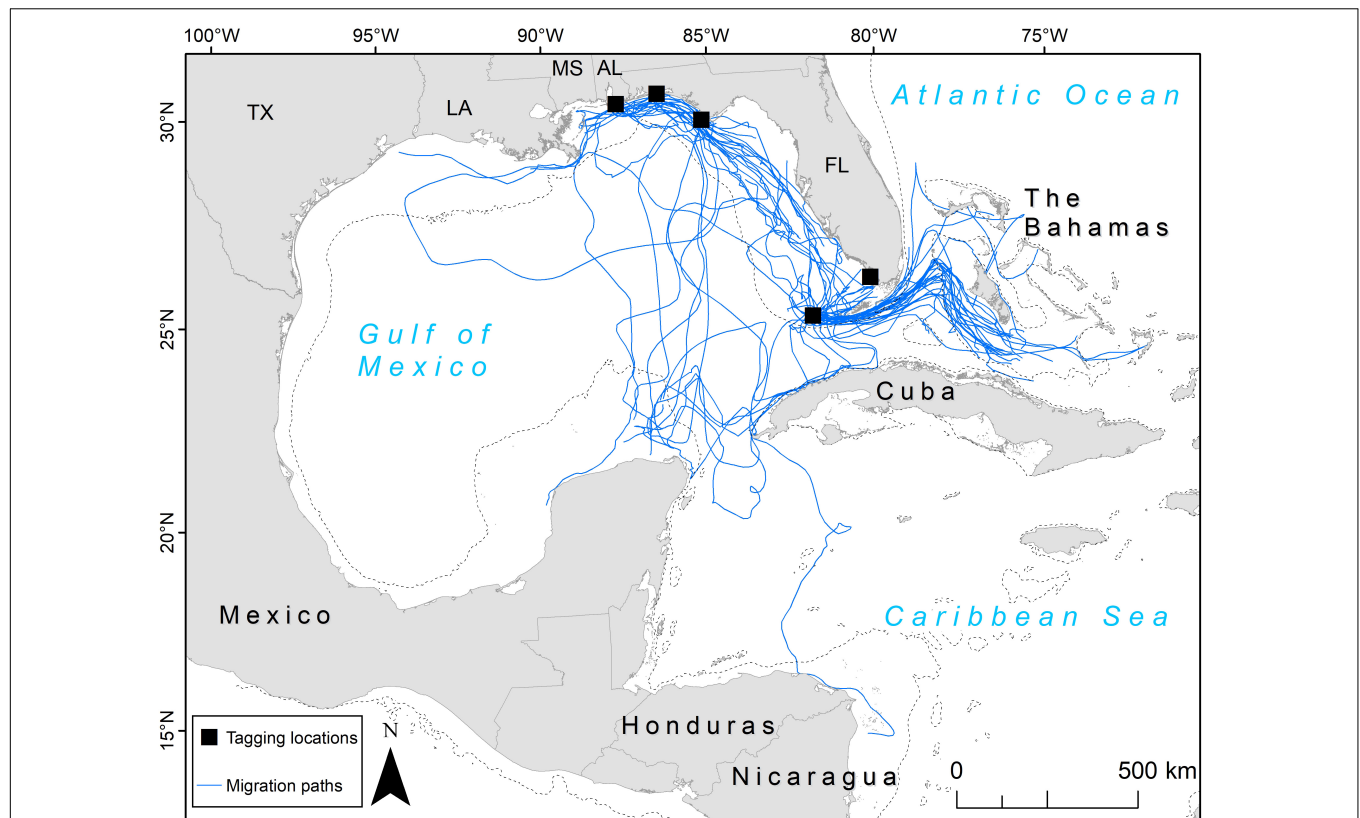 100°W 95°W 90°W 85°W 80°W 75°W
MS AL
Atlantic Ocean
TX
LA
30°N
FL
The
Bahamas
25°N
Gulf of
Mexico
Cuba
20°N
Mexico
Caribbean Sea
15°N
Honduras
N
Tagging locations
Migration paths
Nicaragua
0 500 km